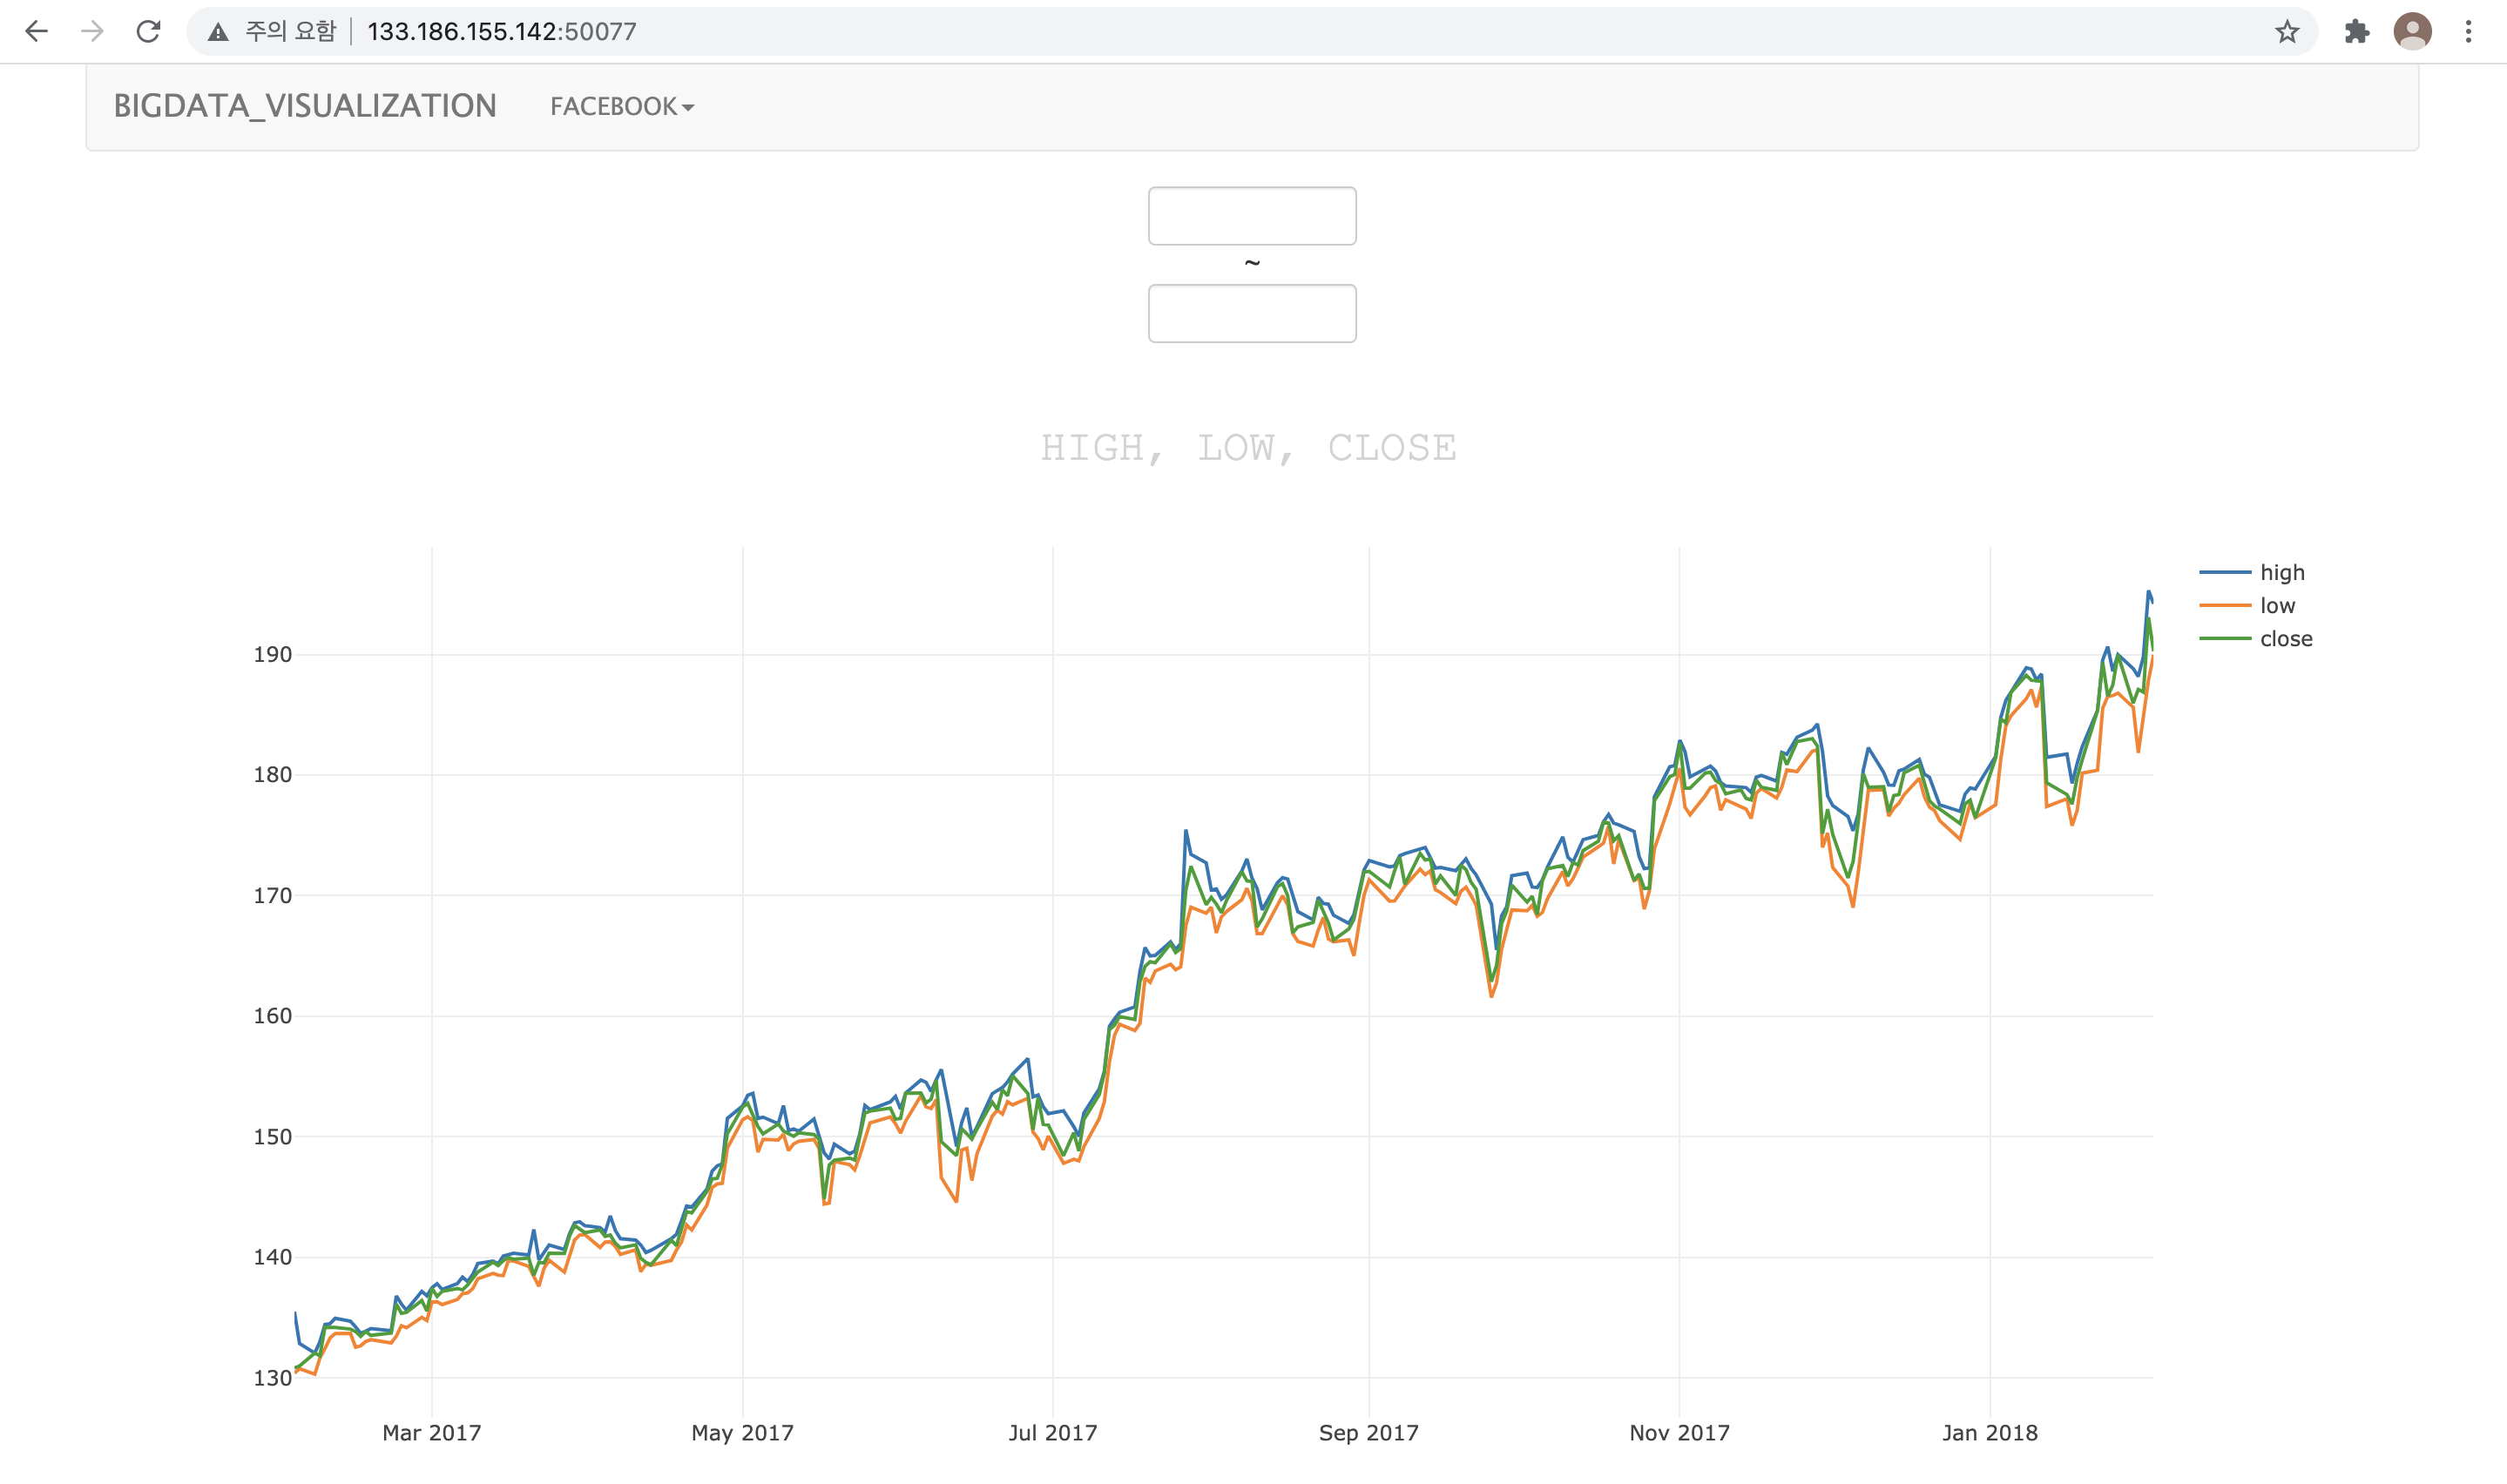 주의 요함 133.186.155.142:50077
BIGDATA_VISUALIZATION FACEBOOK
~
HIGH, LOW, CLOSE
high
low
close
190
180
170
160
150
140
130
Mar 2017 May 2017 Jul 2017 Sep 2017 Nov 2017 Jan 2018